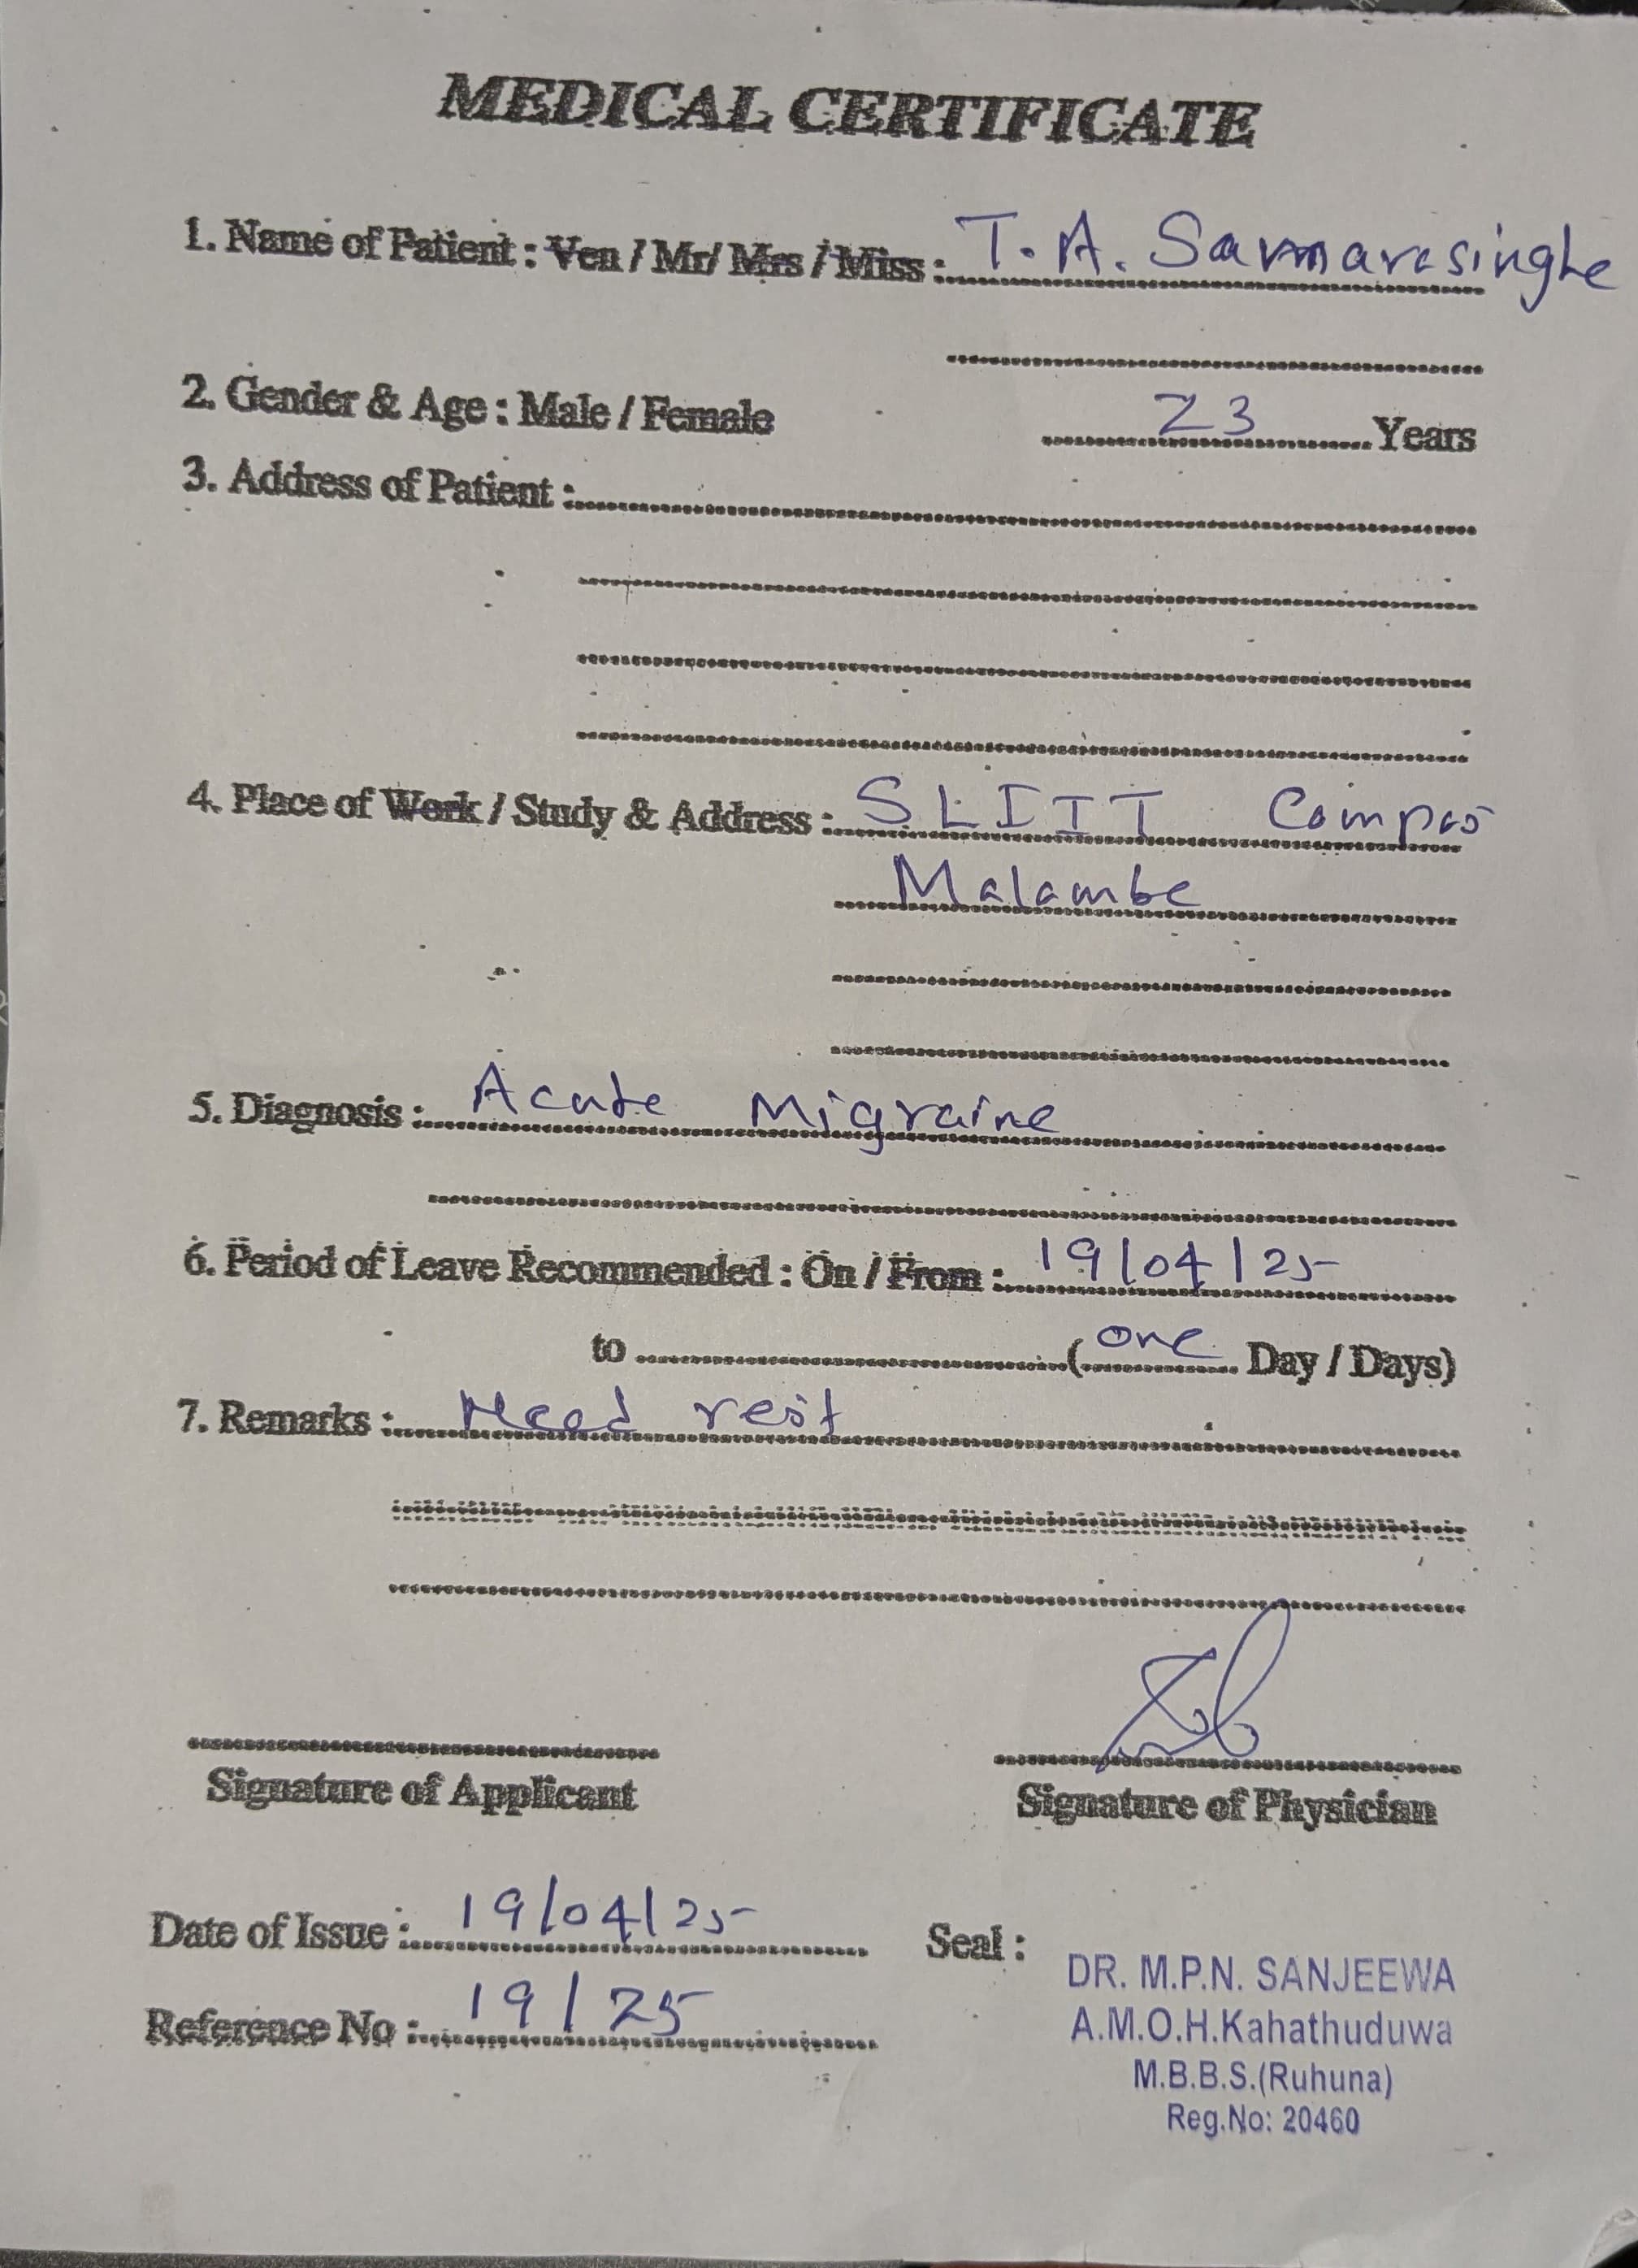 MEDICAL CERTIFICATE
1. Name of Patient : Ven / Mr/ Mrs / Miss : T. A. Samarasinghe
2. Gender & Age : Male / Female 23 Years
3. Address of Patient :
4. Place of Work / Study & Address : SLIIT Compas
Malambe
5. Diagnosis : Acute Migraine
6. Period of Leave Recommended : On / From : 19/04/25
to (one Day / Days)
7. Remarks : Need rest
Signature of Applicant Signature of Physician
Date of Issue : 19/04/25 Seal :
DR. M.P.N. SANJEEWA
Reference No : 19/25 A.M.O.H.Kahathuduwa
M.B.B.S.(Ruhuna)
Reg.No: 20460